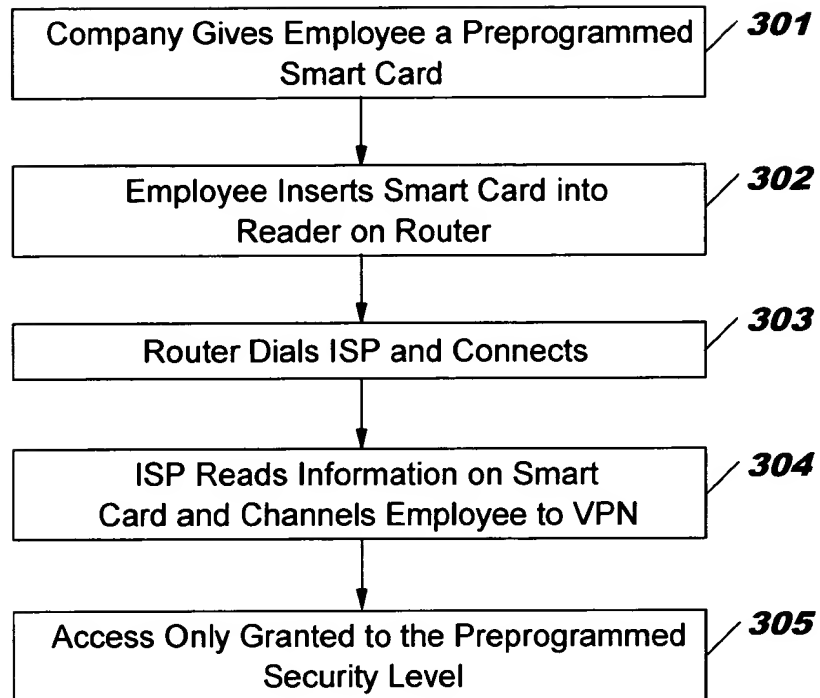 Company Gives Employee a Preprogrammed
Smart Card
301
Employee Inserts Smart Card into
Reader on Router
302
Router Dials ISP and Connects
303
ISP Reads Information on Smart
Card and Channels Employee to VPN
304
Access Only Granted to the Preprogrammed
Security Level
305